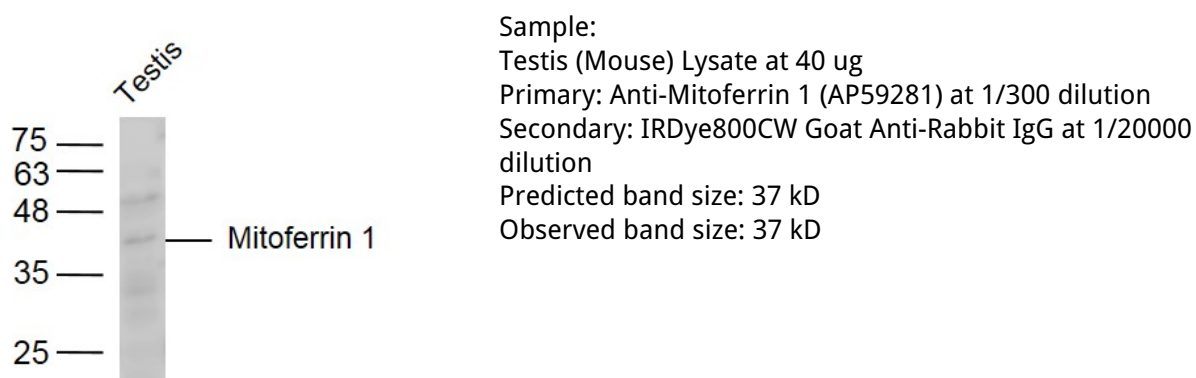 Testis
75
63
48
35
25
Mitoferrin 1
Sample:
Testis (Mouse) Lysate at 40 ug
Primary: Anti-Mitoferrin 1 (AP59281) at 1/300 dilution
Secondary: IRDye800CW Goat Anti-Rabbit IgG at 1/20000
dilution
Predicted band size: 37 kD
Observed band size: 37 kD